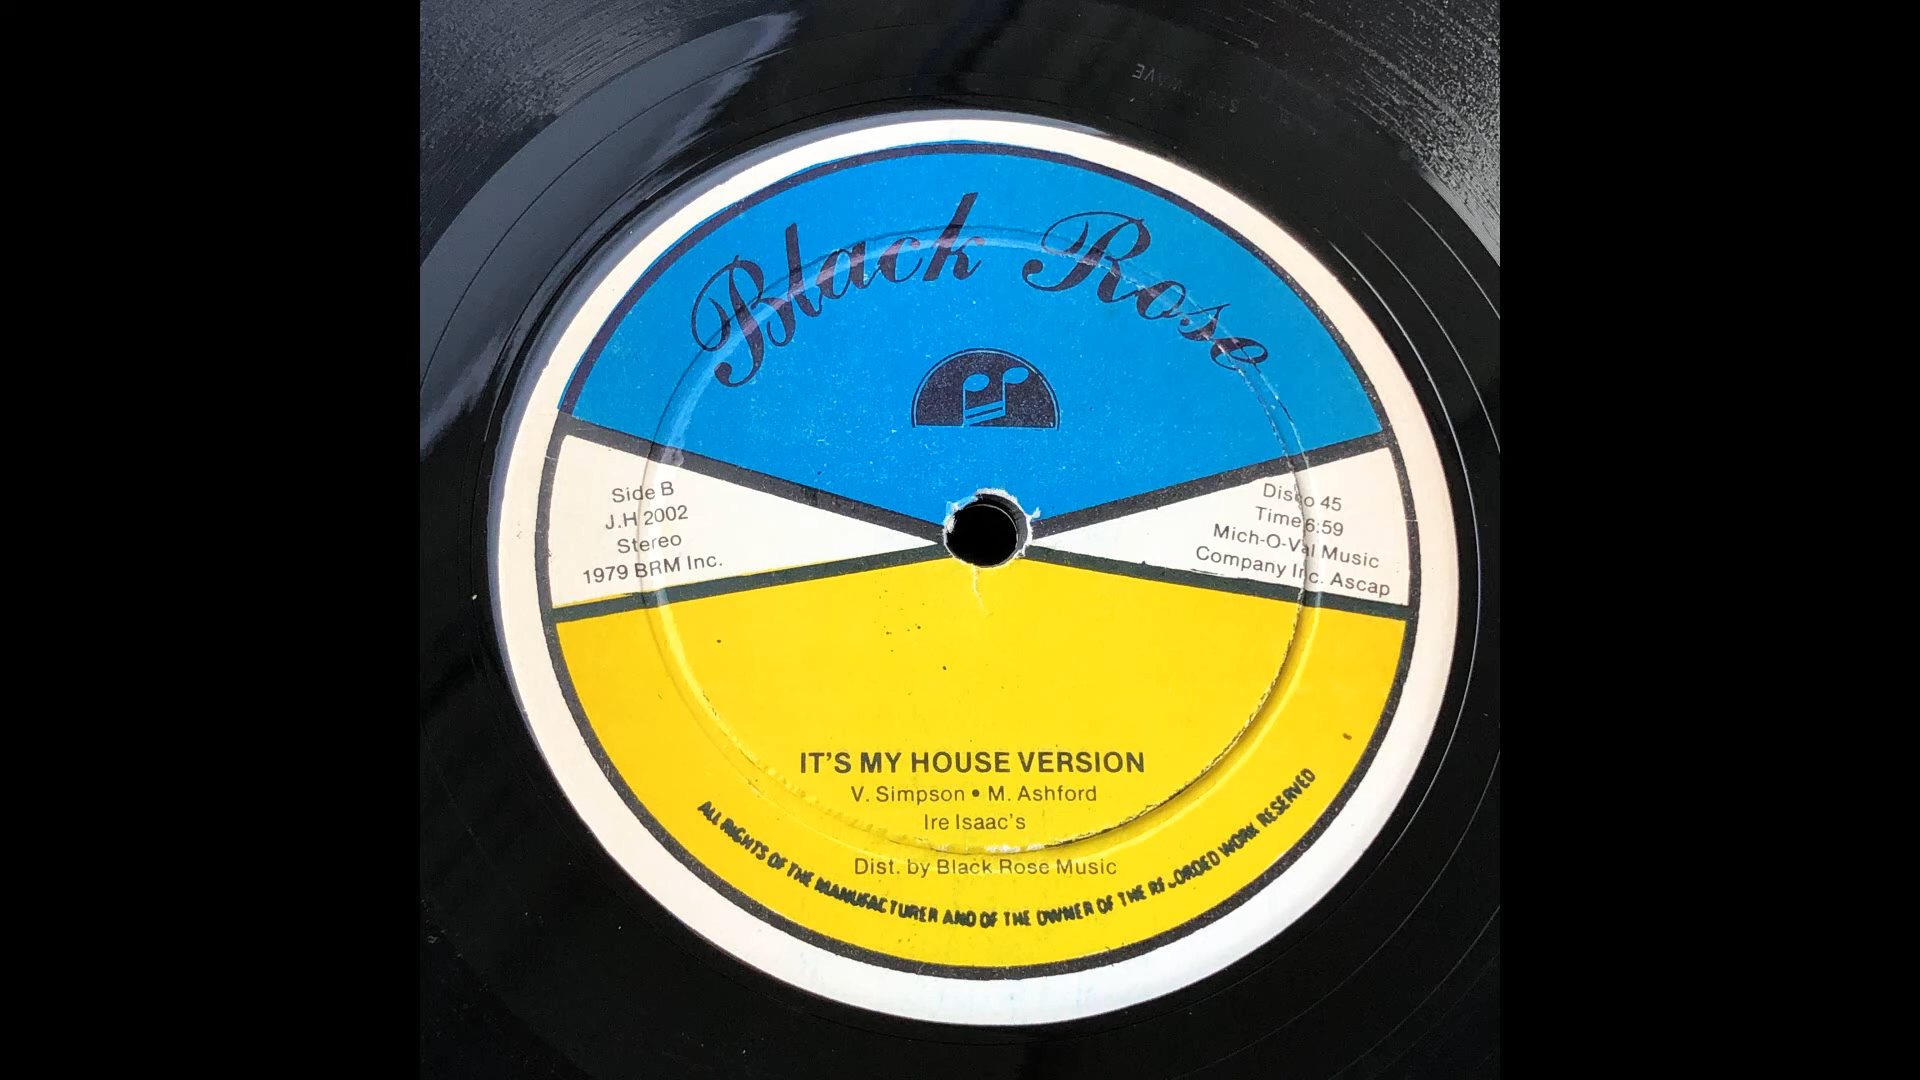 Black Rose
Side B
J.H 2002
Stereo
1979 BRM Inc.
Disco 45
Time 6:59
Mich-O-Val Music
Company Inc. Ascap
IT'S MY HOUSE VERSION
V. Simpson • M. Ashford
Ire Isaac's
Dist. by Black Rose Music
ALL RIGHTS OF THE MANUFACTURER AND OF THE OWNER OF THE RECORDED WORK RESERVED